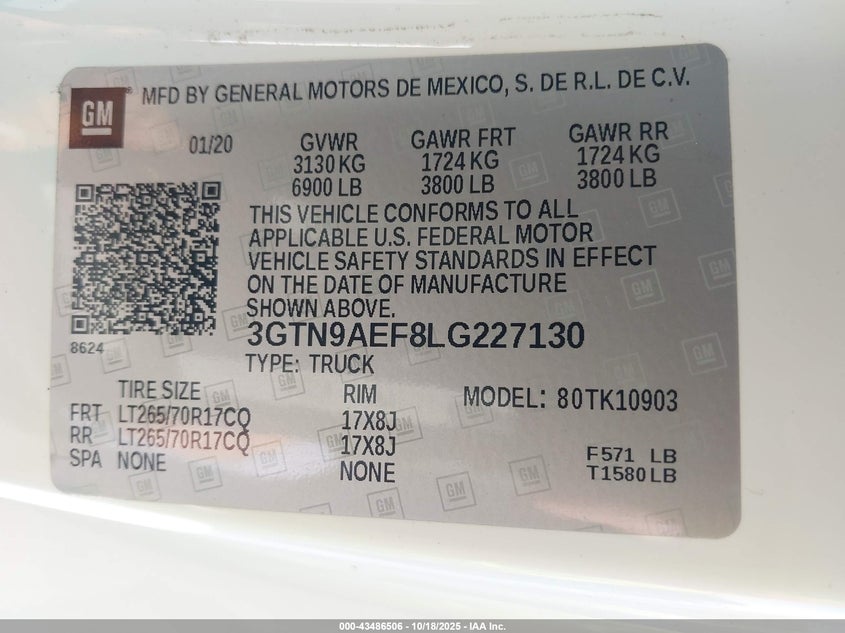 GM
MFD BY GENERAL MOTORS DE MEXICO, S. DE R.L. DE C.V.
01/20 GVWR GAWR FRT GAWR RR
3130 KG 1724 KG 1724 KG
6900 LB 3800 LB 3800 LB
THIS VEHICLE CONFORMS TO ALL
APPLICABLE U.S. FEDERAL MOTOR
VEHICLE SAFETY STANDARDS IN EFFECT
ON THE DATE OF MANUFACTURE
SHOWN ABOVE.
8624
3GTN9AEF8LG227130
TYPE: TRUCK
TIRE SIZE RIM MODEL: 80TK10903
FRT LT265/70R17CQ 17X8J
RR LT265/70R17CQ 17X8J F571 LB
SPA NONE NONE T1580 LB
000-43486506 - 10/18/2025 - IAA Inc.